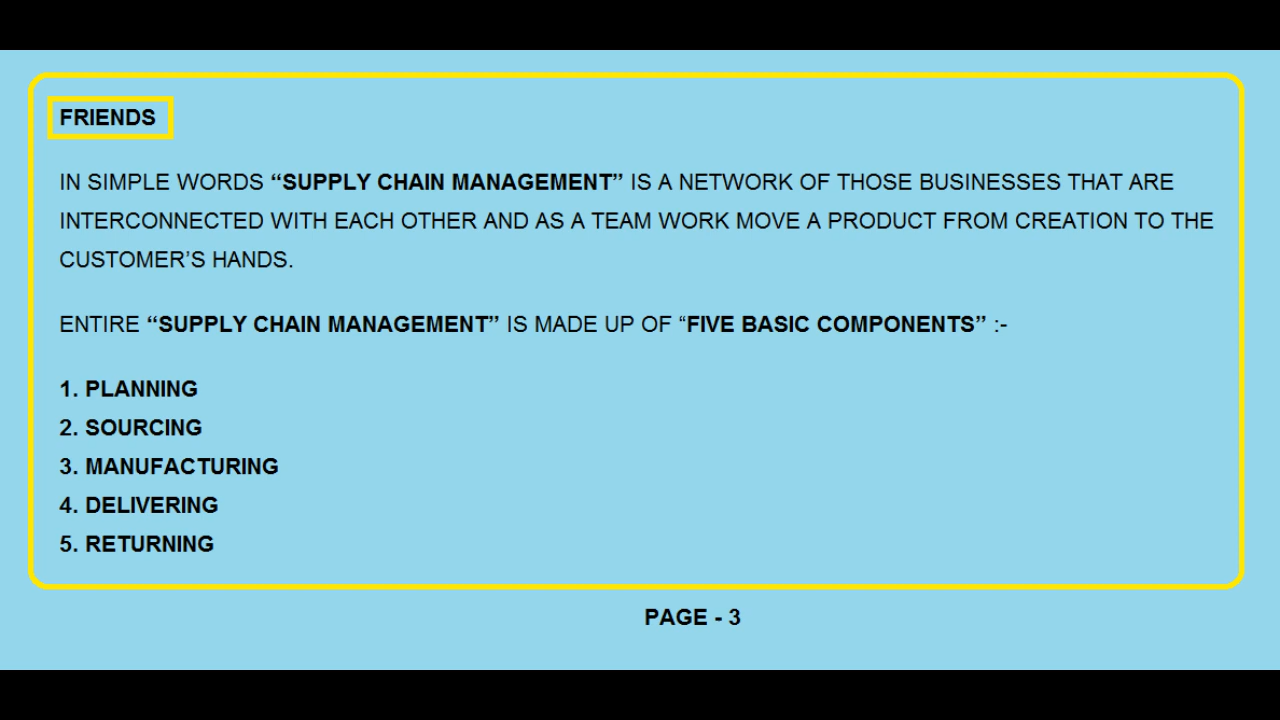 FRIENDS
IN SIMPLE WORDS “SUPPLY CHAIN MANAGEMENT” IS A NETWORK OF THOSE BUSINESSES THAT ARE
INTERCONNECTED WITH EACH OTHER AND AS A TEAM WORK MOVE A PRODUCT FROM CREATION TO THE
CUSTOMER’S HANDS.
ENTIRE “SUPPLY CHAIN MANAGEMENT” IS MADE UP OF “FIVE BASIC COMPONENTS” :-
1. PLANNING
2. SOURCING
3. MANUFACTURING
4. DELIVERING
5. RETURNING
PAGE - 3